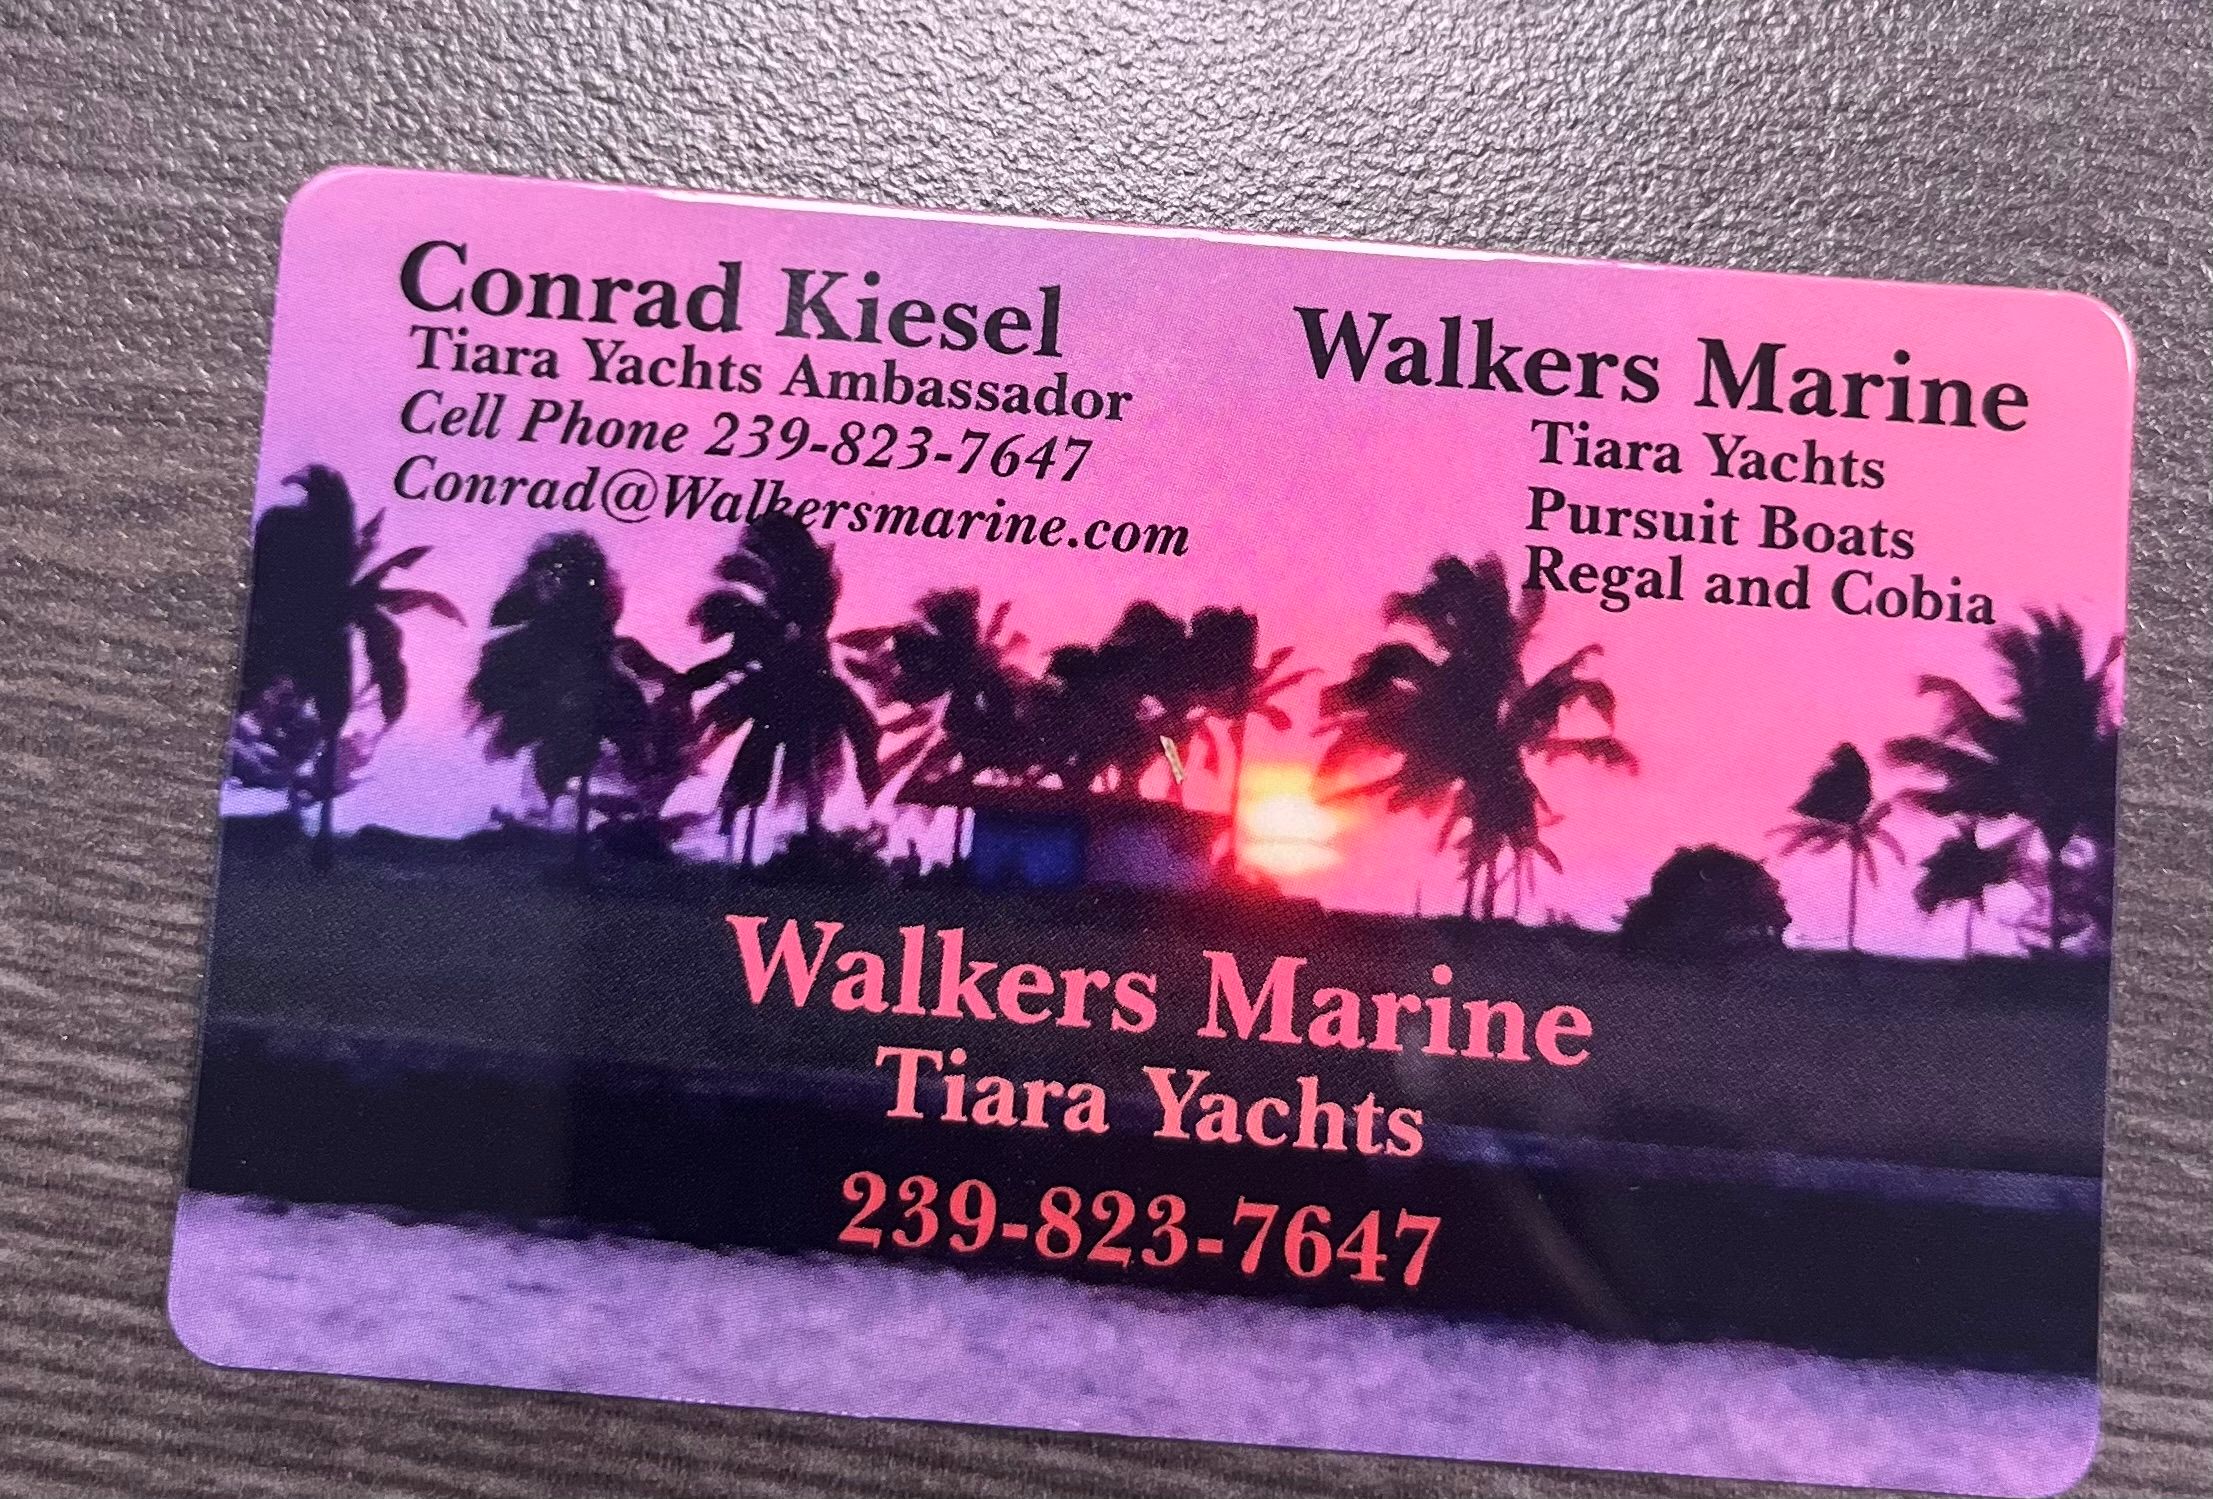 Conrad Kiesel
Tiara Yachts Ambassador
Cell Phone 239-823-7647
Conrad@Walkersmarine.com
Walkers Marine
Tiara Yachts
Pursuit Boats
Regal and Cobia
Walkers Marine
Tiara Yachts
239-823-7647